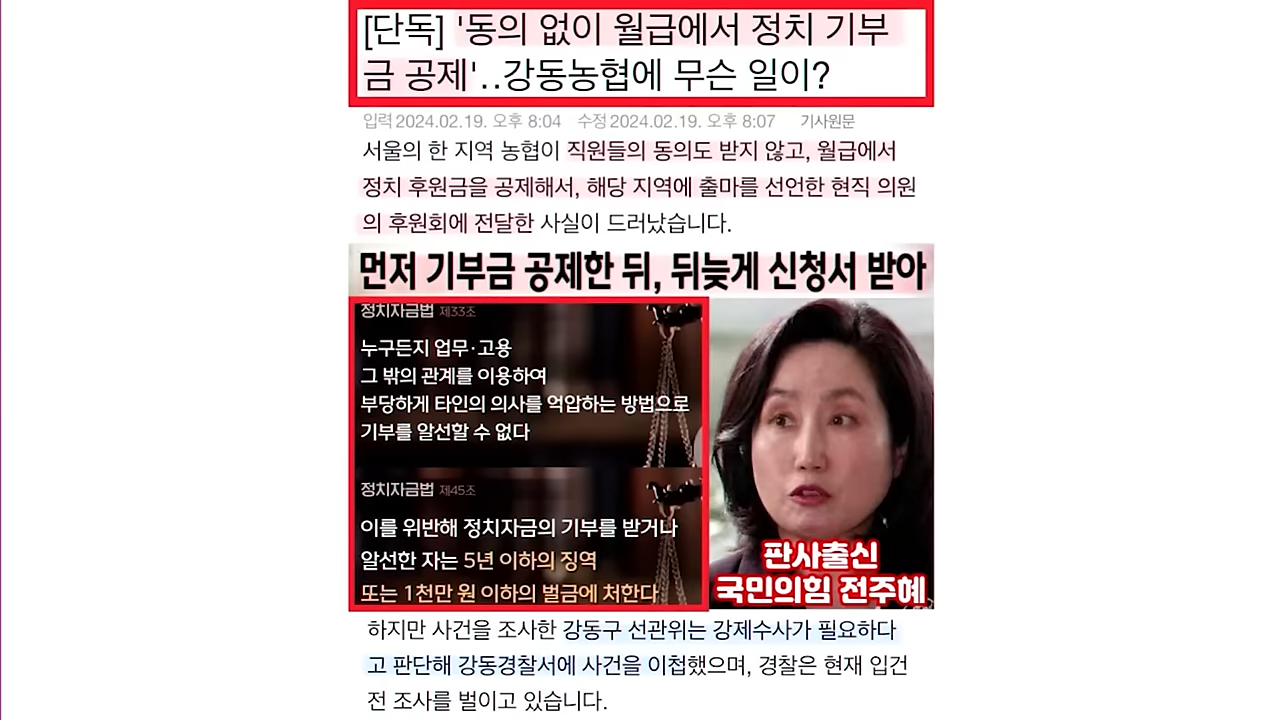 [단독] '동의 없이 월급에서 정치 기부
금 공제'‥강동농협에 무슨 일이?
입력 2024.02.19. 오후 8:04 수정 2024.02.19. 오후 8:07 기사원문
서울의 한 지역 농협이 직원들의 동의도 받지 않고, 월급에서
정치 후원금을 공제해서, 해당 지역에 출마를 선언한 현직 의원
의 후원회에 전달한 사실이 드러났습니다.
먼저 기부금 공제한 뒤, 뒤늦게 신청서 받아
정치자금법 제33조
누구든지 업무·고용
그 밖의 관계를 이용하여
부당하게 타인의 의사를 억압하는 방법으로
기부를 알선할 수 없다
정치자금법 제45조
이를 위반해 정치자금의 기부를 받거나
알선한 자는 5년 이하의 징역
또는 1천만 원 이하의 벌금에 처한다
판사출신
국민의힘 전주혜
하지만 사건을 조사한 강동구 선관위는 강제수사가 필요하다
고 판단해 강동경찰서에 사건을 이첩했으며, 경찰은 현재 입건
전 조사를 벌이고 있습니다.